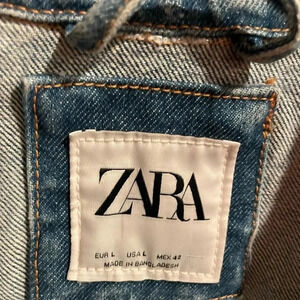 ZARA
EUR L USA L MEX 42
MADE IN BANGLADESH